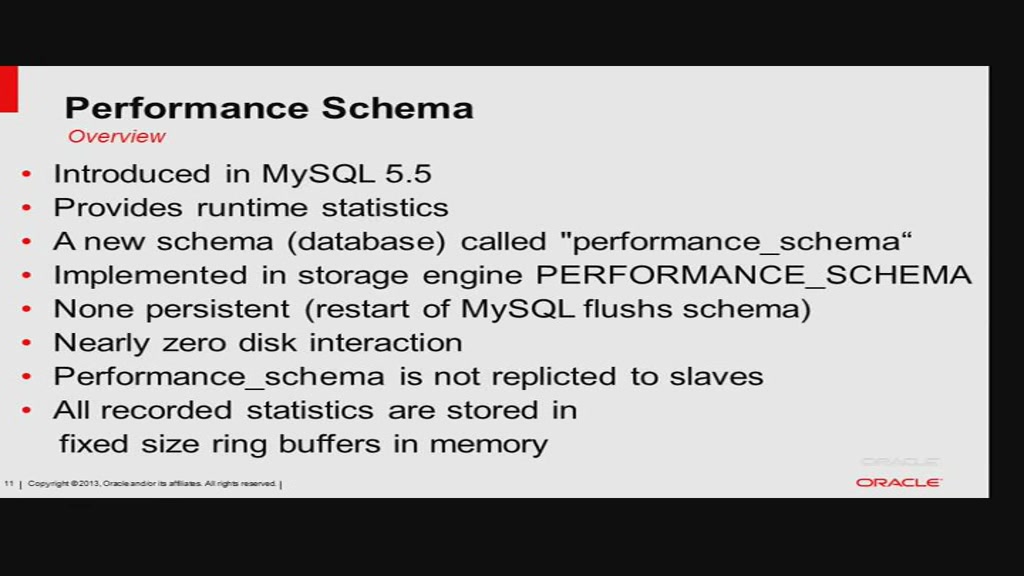 Performance Schema
Overview
• Introduced in MySQL 5.5
• Provides runtime statistics
• A new schema (database) called "performance_schema“
• Implemented in storage engine PERFORMANCE_SCHEMA
• None persistent (restart of MySQL flushs schema)
• Nearly zero disk interaction
• Performance_schema is not replicted to slaves
• All recorded statistics are stored in
fixed size ring buffers in memory
ORACLE
11 | Copyright © 2013, Oracle and/or its affiliates. All rights reserved. |
ORACLE